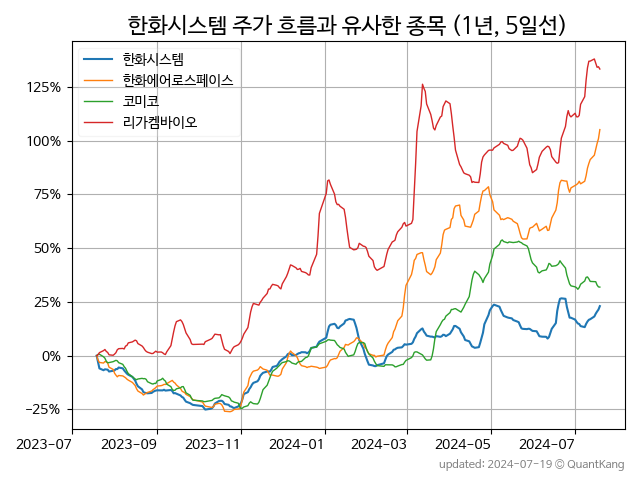 한화시스템 주가 흐름과 유사한 종목 (1년, 5일선)
한화시스템
한화에어로스페이스
코미코
리가켐바이오
125%
100%
75%
50%
25%
0%
−25%
2023-07 2023-09 2023-11 2024-01 2024-03 2024-05 2024-07
updated: 2024-07-19 © QuantKang